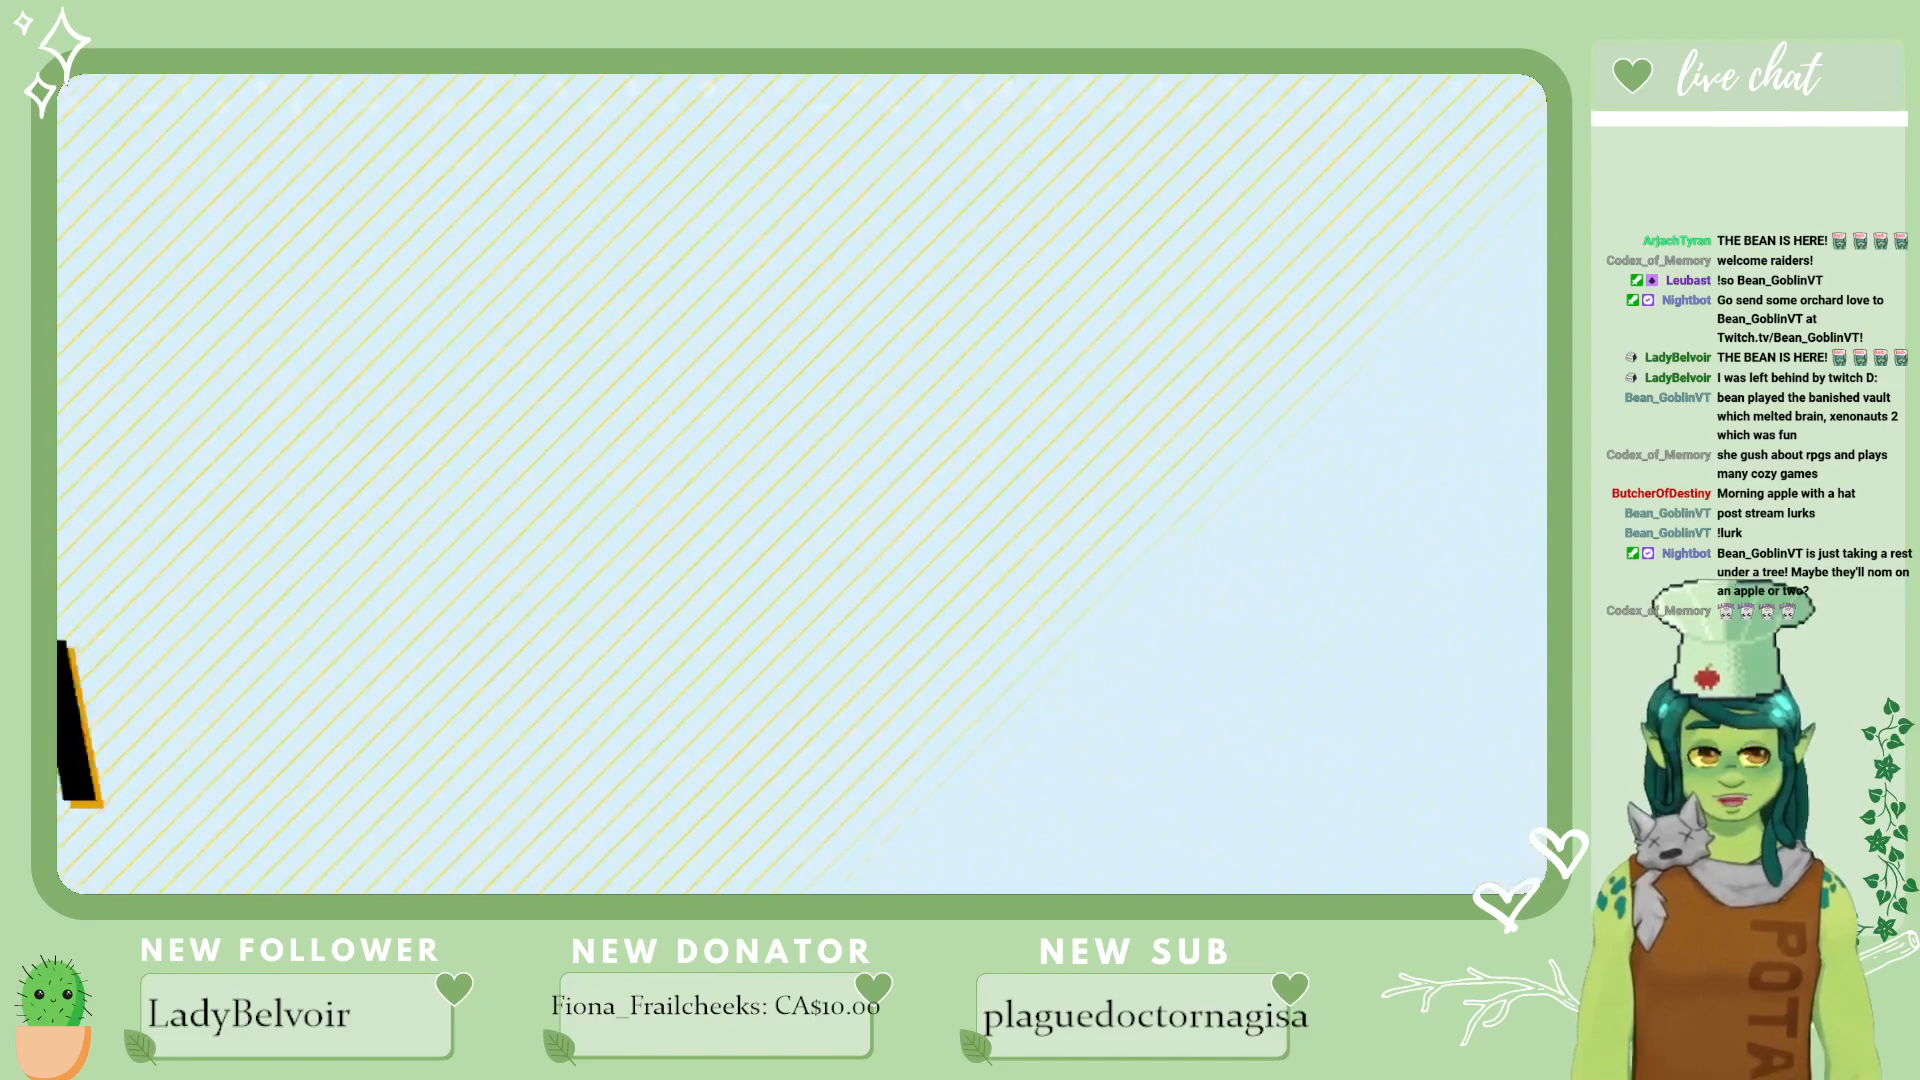 live chat
ArjachTyran THE BEAN IS HERE!
Codex_of_Memory welcome raiders!
Leubast !so Bean_GoblinVT
Nightbot Go send some orchard love to
Bean_GoblinVT at
Twitch.tv/Bean_GoblinVT!
LadyBelvoir THE BEAN IS HERE!
LadyBelvoir I was left behind by twitch D:
Bean_GoblinVT bean played the banished vault
which melted brain, xenonauts 2
which was fun
Codex_of_Memory she gush about rpgs and plays
many cozy games
ButcherOfDestiny Morning apple with a hat
Bean_GoblinVT post stream lurks
Bean_GoblinVT !lurk
Nightbot Bean_GoblinVT is just taking a rest
under a tree! Maybe they'll nom on
an apple or two?
Codex_of_Memory
POTA
NEW FOLLOWER
LadyBelvoir
NEW DONATOR
Fiona_Frailcheeks: CA$10.00
NEW SUB
plaguedoctornagisa